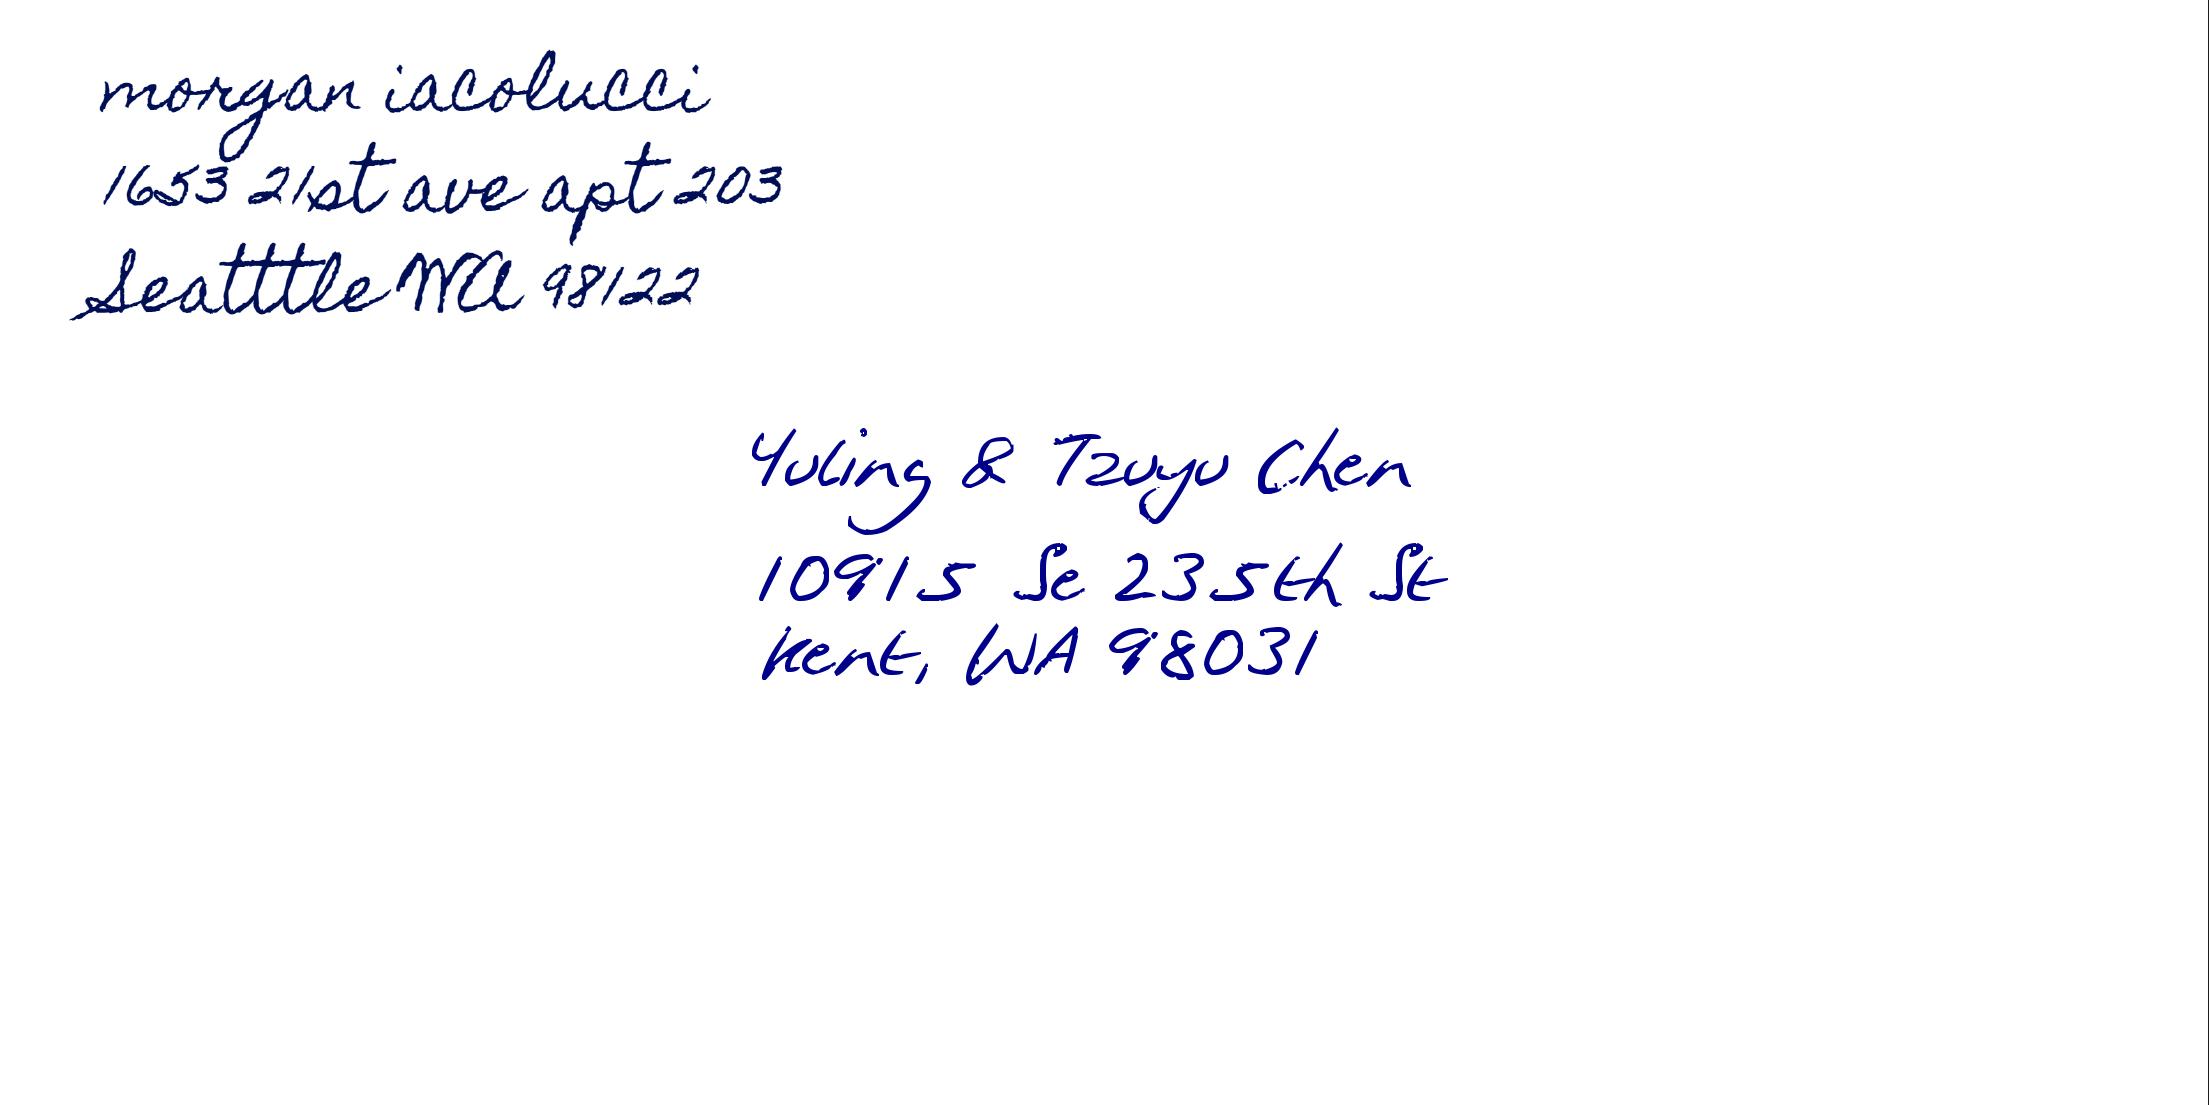 morgan iacolucci
1653 21st ave apt 203
Seatttle WA 98122
Yuling & Tzuyu Chen
10915 Se 235th St
Kent, WA 98031